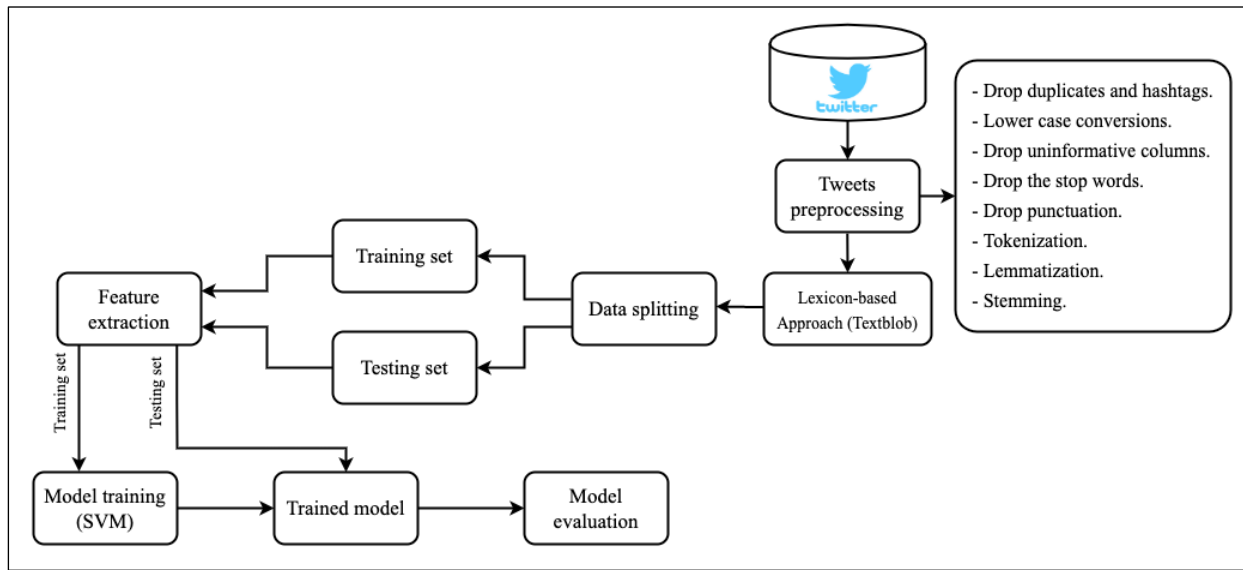 twitter
- Drop duplicates and hashtags.
- Lower case conversions.
- Drop uninformative columns.
- Drop the stop words.
- Drop punctuation.
- Tokenization.
- Lemmatization.
- Stemming.
Tweets
preprocessing
Lexicon-based
Approach (Textblob)
Data splitting
Training set
Testing set
Feature
extraction
Training set
Testing set
Model training
(SVM)
Trained model
Model
evaluation